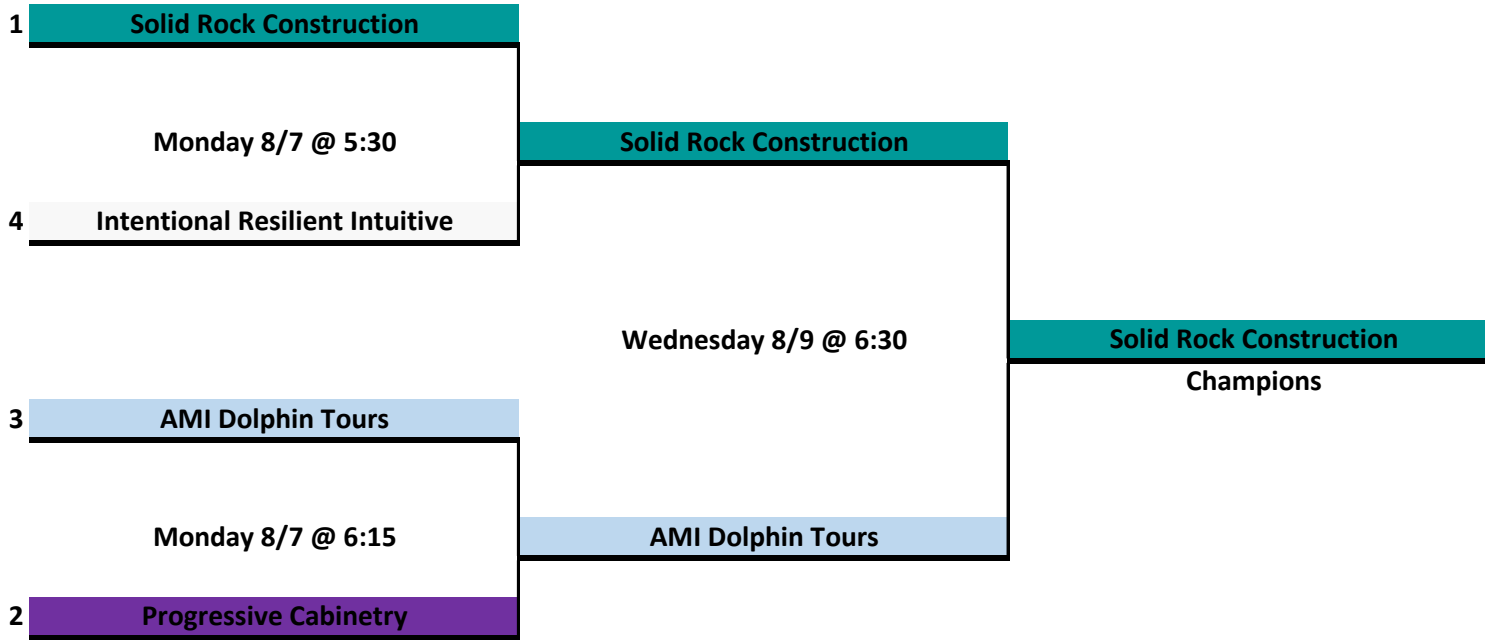 1 Solid Rock Construction
Monday 8/7 @ 5:30
Solid Rock Construction
4 Intentional Resilient Intuitive
Wednesday 8/9 @ 6:30
Solid Rock Construction
Champions
3 AMI Dolphin Tours
Monday 8/7 @ 6:15
AMI Dolphin Tours
2 Progressive Cabinetry